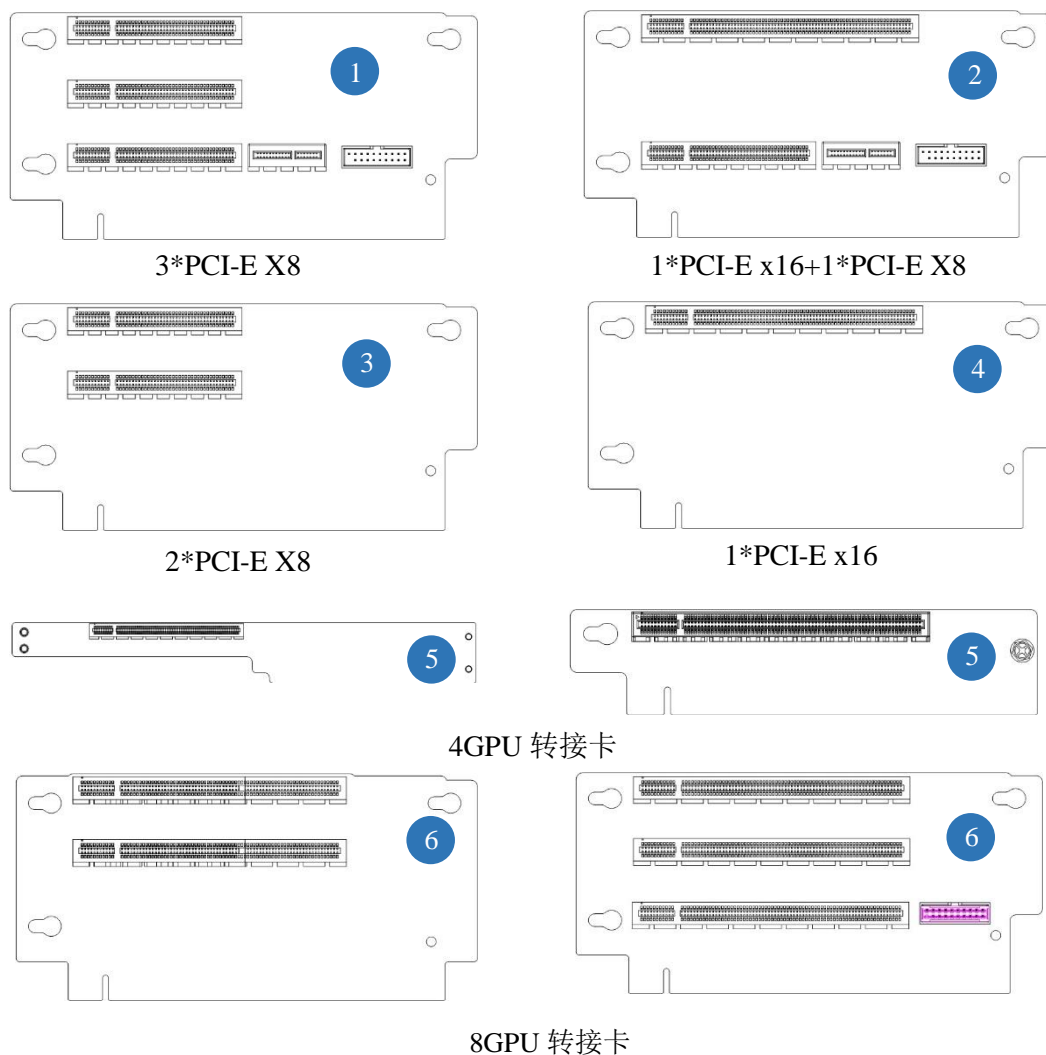 1
2
3*PCI-E X8
1*PCI-E x16+1*PCI-E X8
3
4
2*PCI-E X8
1*PCI-E x16
5
5
4GPU 转接卡
6
6
8GPU 转接卡